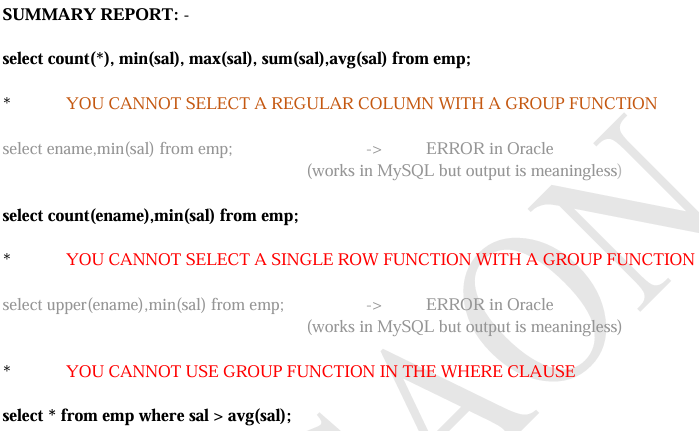 SUMMARY REPORT: -
select count(*), min(sal), max(sal), sum(sal),avg(sal) from emp;
* YOU CANNOT SELECT A REGULAR COLUMN WITH A GROUP FUNCTION
select ename,min(sal) from emp; -> ERROR in Oracle
(works in MySQL but output is meaningless)
select count(ename),min(sal) from emp;
* YOU CANNOT SELECT A SINGLE ROW FUNCTION WITH A GROUP FUNCTION
select upper(ename),min(sal) from emp; -> ERROR in Oracle
(works in MySQL but output is meaningless)
* YOU CANNOT USE GROUP FUNCTION IN THE WHERE CLAUSE
select * from emp where sal > avg(sal);